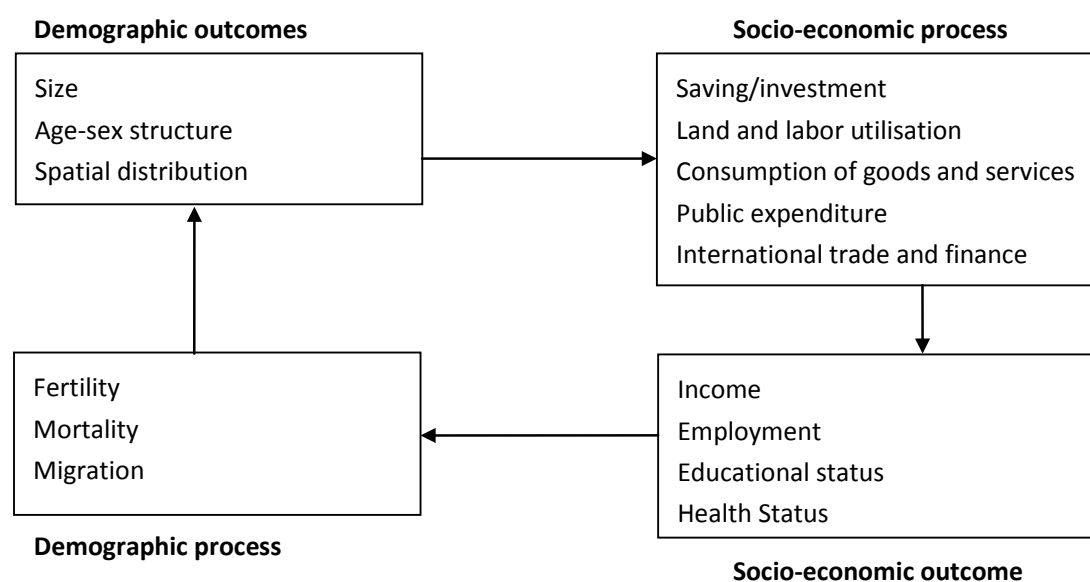 Demographic outcomes
Size
Age-sex structure
Spatial distribution
Socio-economic process
Saving/investment
Land and labor utilisation
Consumption of goods and services
Public expenditure
International trade and finance
Fertility
Mortality
Migration
Demographic process
Income
Employment
Educational status
Health Status
Socio-economic outcome